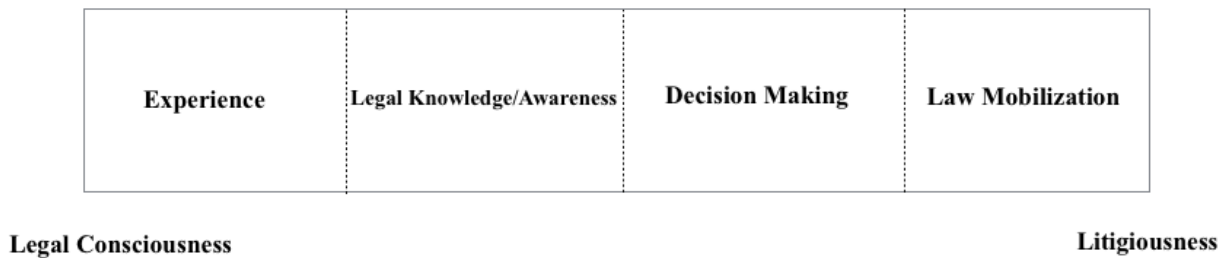 Experience
Legal Knowledge/Awareness
Decision Making
Law Mobilization
Legal Consciousness
Litigiousness